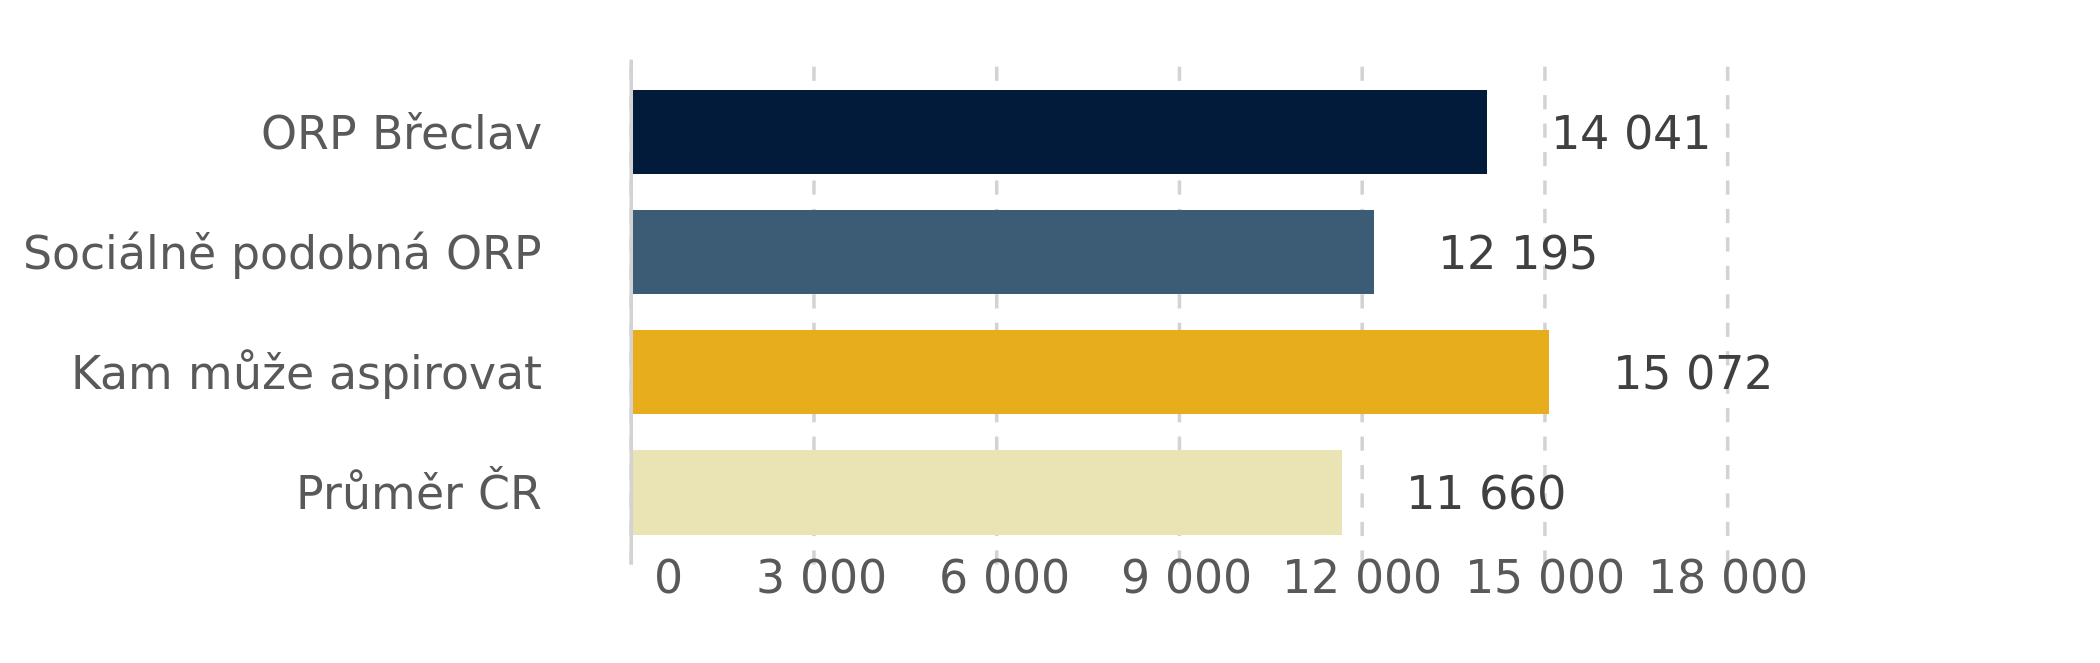 ORP Břeclav 14 041
Sociálně podobná ORP 12 195
Kam může aspirovat 15 072
Průměr ČR 11 660
0 3 000 6 000 9 000 12 000 15 000 18 000